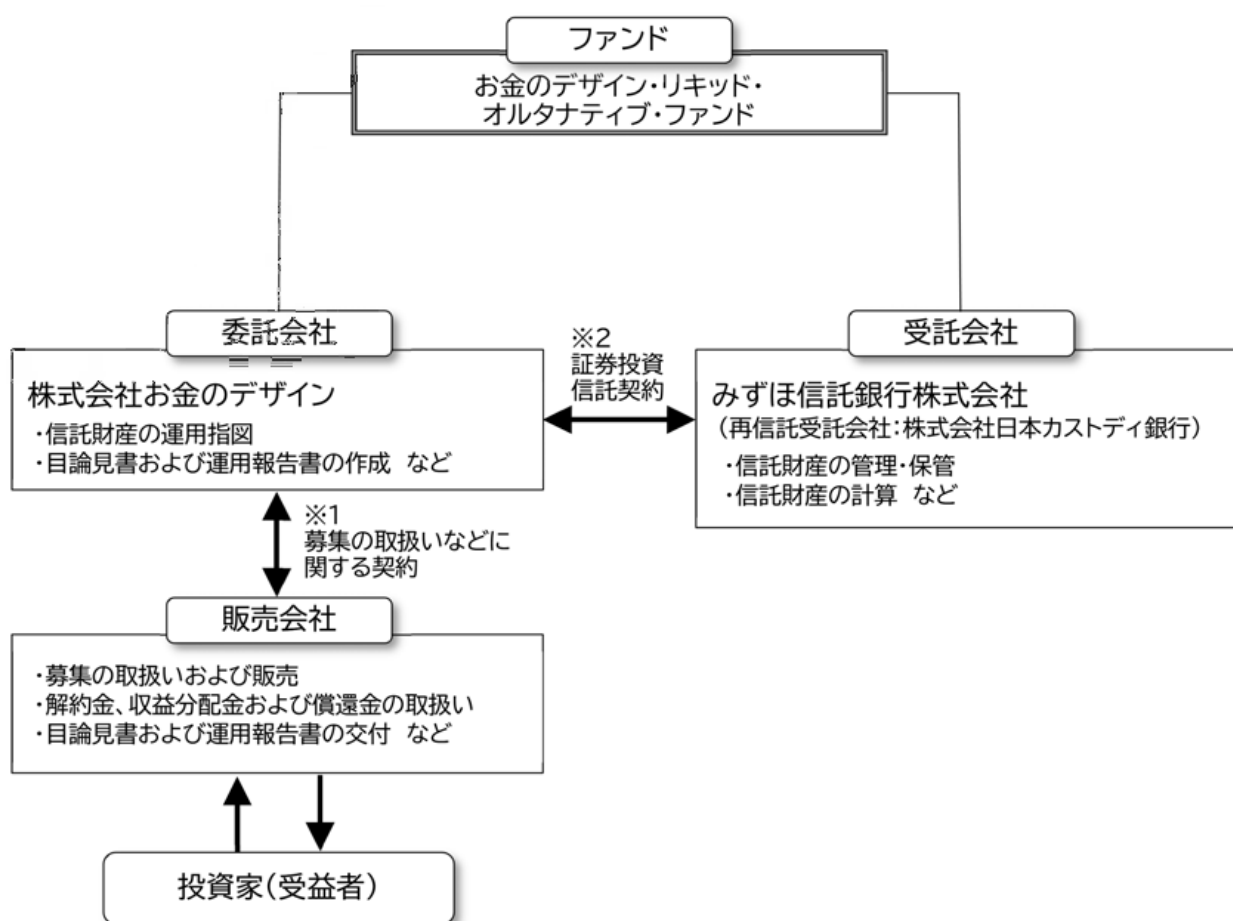 ファンド
お金のデザイン・リキッド・
オルタナティブ・ファンド
委託会社
株式会社お金のデザイン
・信託財産の運用指図
・目論見書および運用報告書の作成 など
※2
証券投資
信託契約
受託会社
みずほ信託銀行株式会社
（再信託受託会社：株式会社日本カストディ銀行）
・信託財産の管理・保管
・信託財産の計算 など
※1
募集の取扱いなどに
関する契約
販売会社
・募集の取扱いおよび販売
・解約金、収益分配金および償還金の取扱い
・目論見書および運用報告書の交付 など
投資家（受益者）